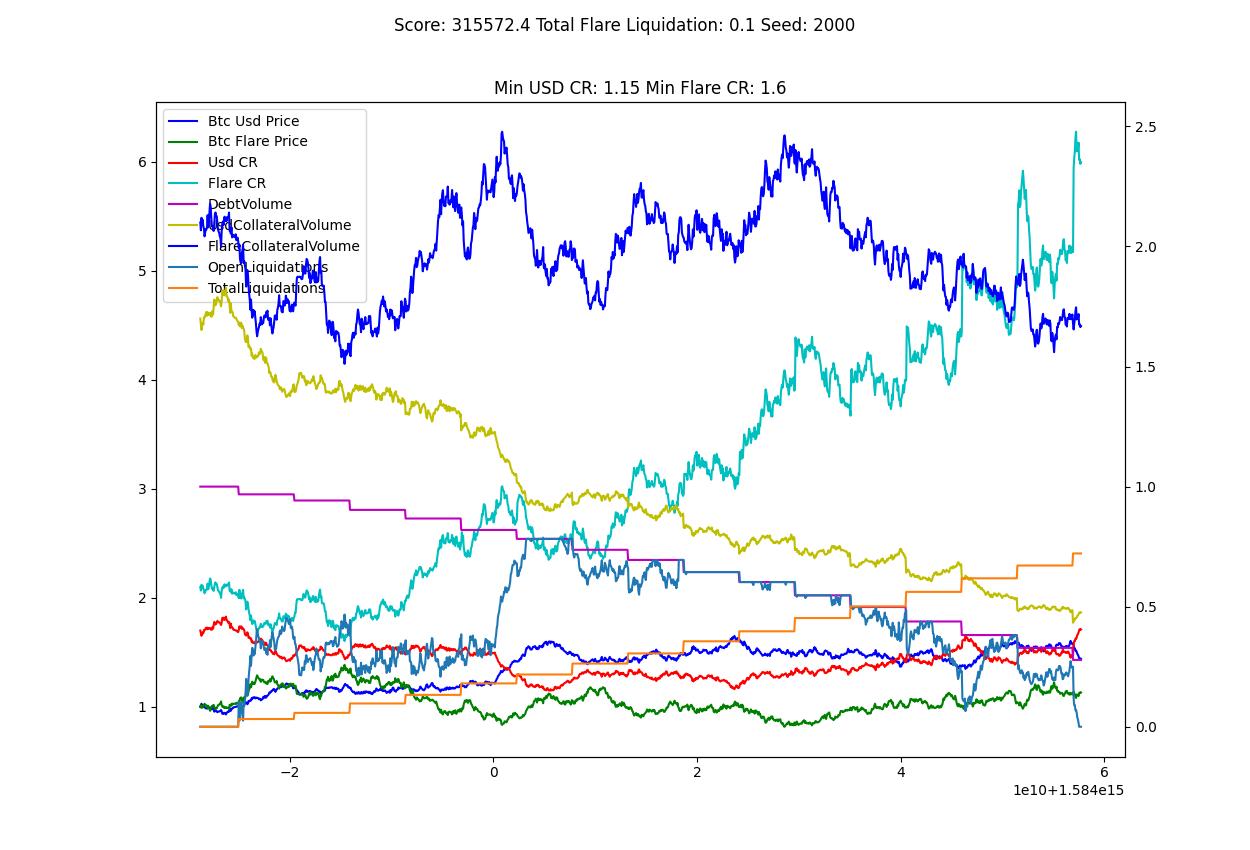 Score: 315572.4 Total Flare Liquidation: 0.1 Seed: 2000
Min USD CR: 1.15 Min Flare CR: 1.6
Btc Usd Price
Btc Flare Price
Usd CR
Flare CR
DebtVolume
UsdCollateralVolume
FlareCollateralVolume
OpenLiquidations
TotalLiquidations
6
5
4
3
2
1
2.5
2.0
1.5
1.0
0.5
0.0
−2
0
2
4
6
1e10+1.584e15